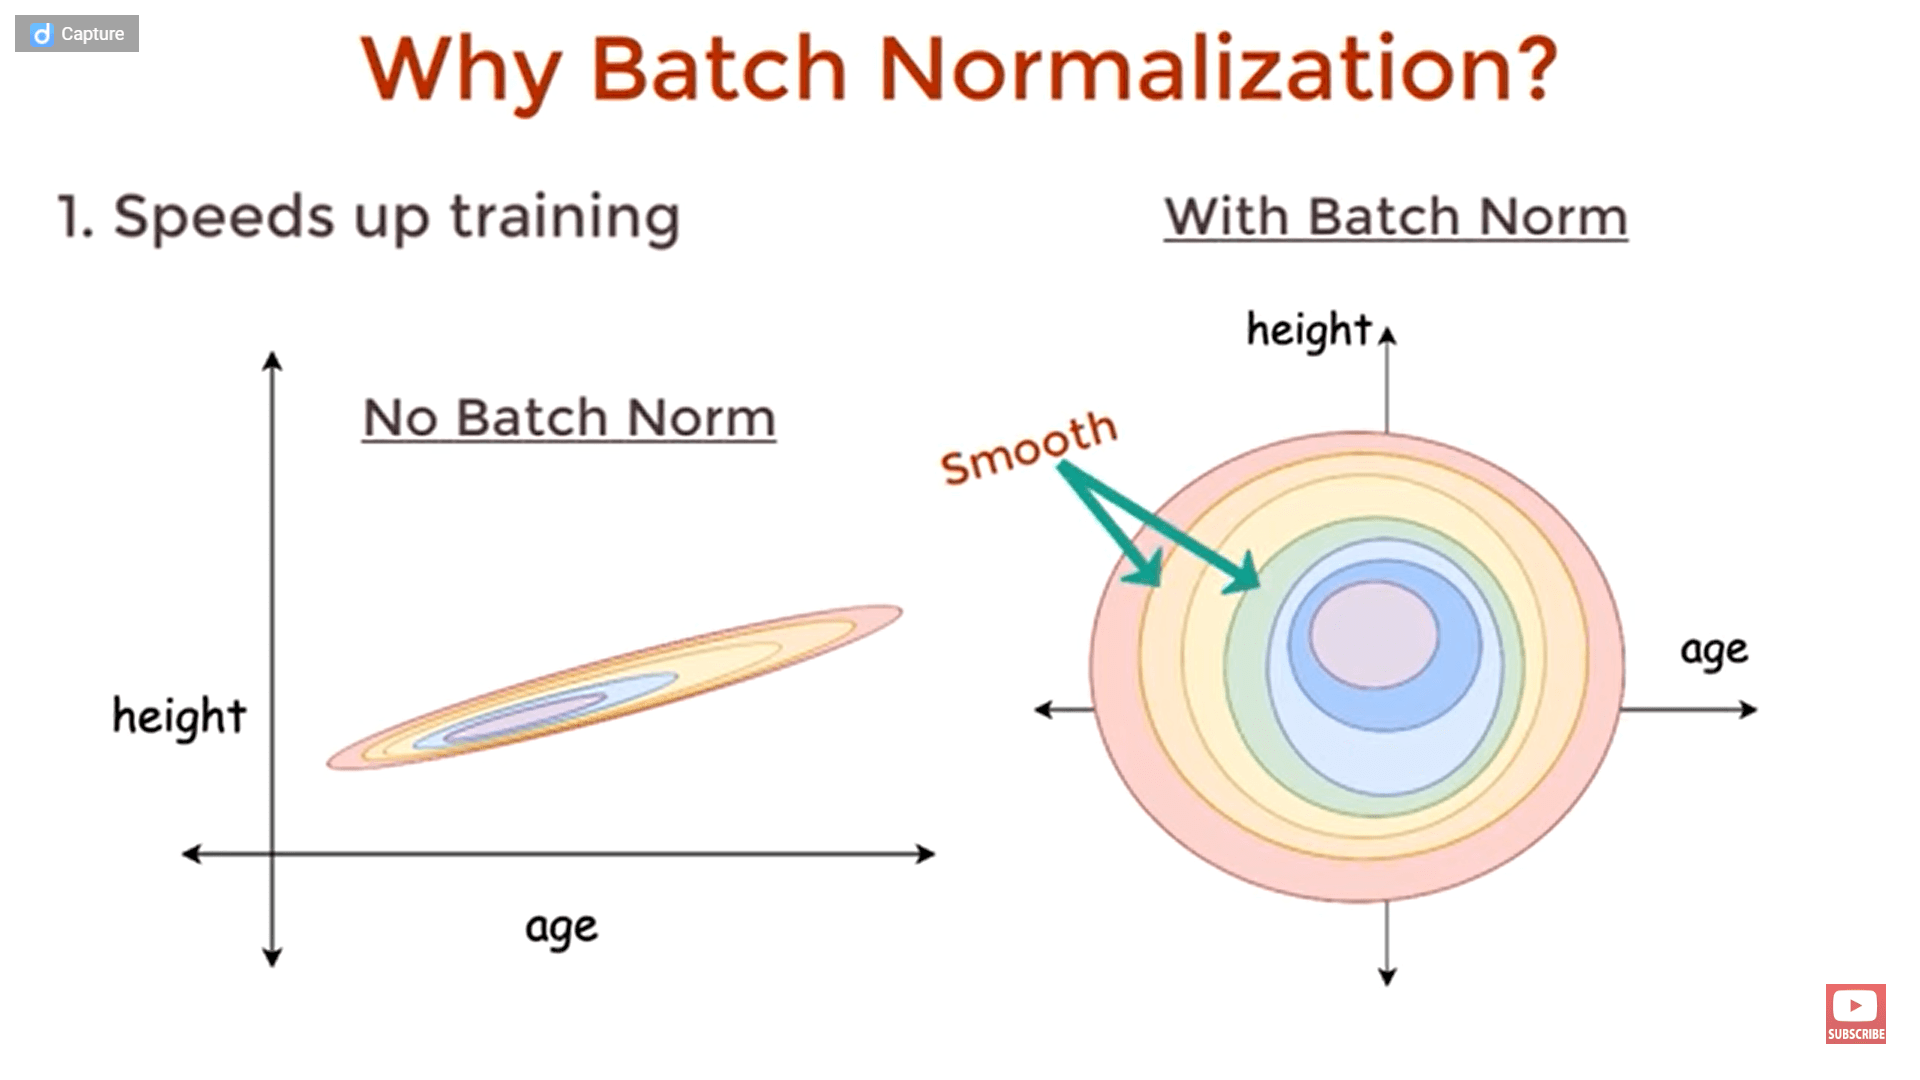 Capture
Why Batch Normalization?
1. Speeds up training
With Batch Norm
height
No Batch Norm
Smooth
age
height
age
SUBSCRIBE